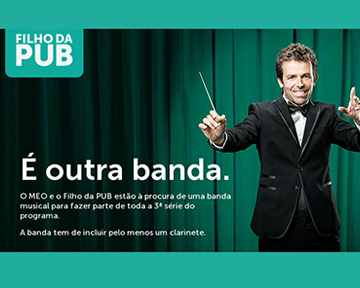 FILHO DA
PUB
É outra banda.
O MEO e o Filho da PUB estão à procura de uma banda
musical para fazer parte de toda a 3ª série do
programa.
A banda tem de incluir pelo menos um clarinete.